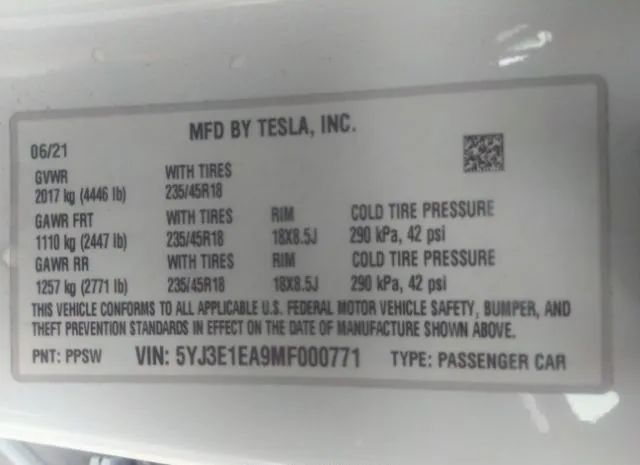 MFD BY TESLA, INC.
06/21
GVWR WITH TIRES
2017 kg (4446 lb) 235/45R18
GAWR FRT WITH TIRES RIM COLD TIRE PRESSURE
1110 kg (2447 lb) 235/45R18 18X8.5J 290 kPa, 42 psi
GAWR RR WITH TIRES RIM COLD TIRE PRESSURE
1257 kg (2771 lb) 235/45R18 18X8.5J 290 kPa, 42 psi
THIS VEHICLE CONFORMS TO ALL APPLICABLE U.S. FEDERAL MOTOR VEHICLE SAFETY, BUMPER, AND
THEFT PREVENTION STANDARDS IN EFFECT ON THE DATE OF MANUFACTURE SHOWN ABOVE.
PNT: PPSW VIN: 5YJ3E1EA9MF000771 TYPE: PASSENGER CAR